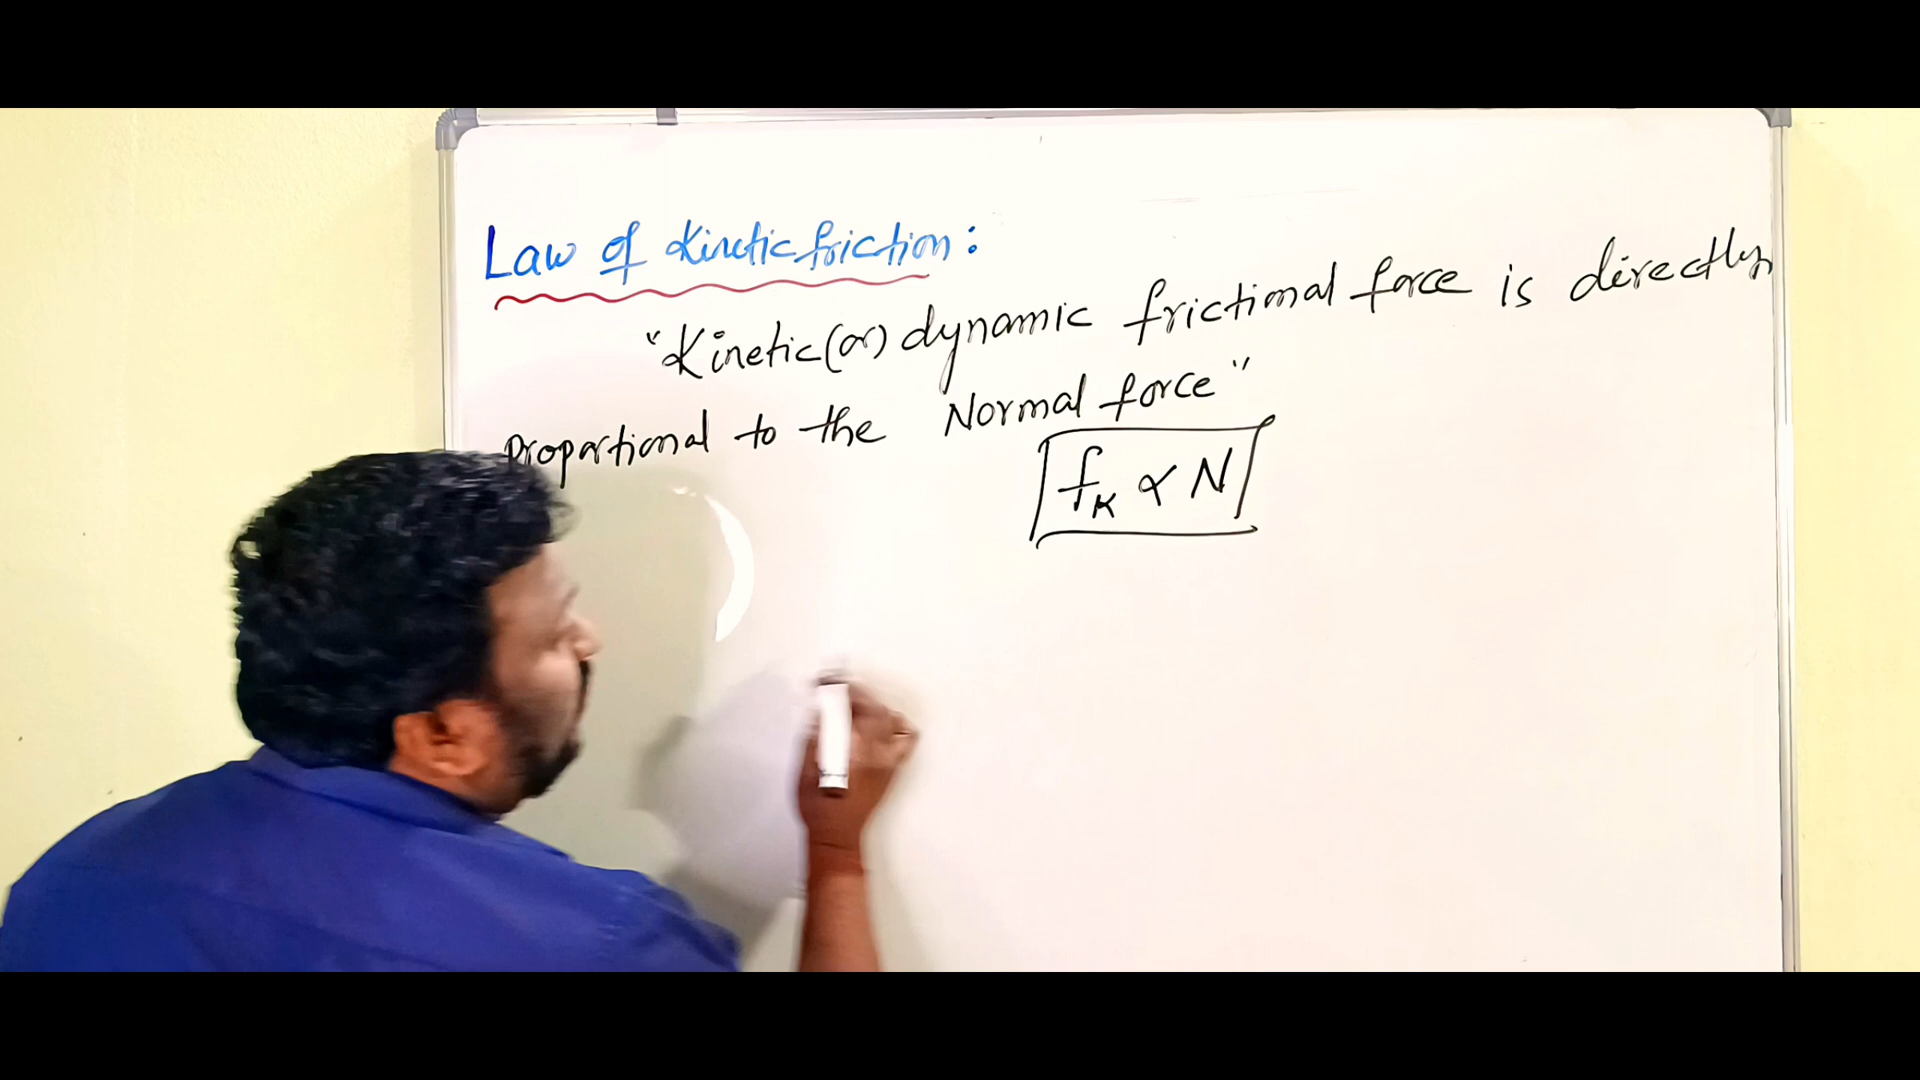 Law of Kinetic friction:
"Kinetic (or) dynamic frictional force is directly
proportional to the Normal force"
fₖ ∝ N